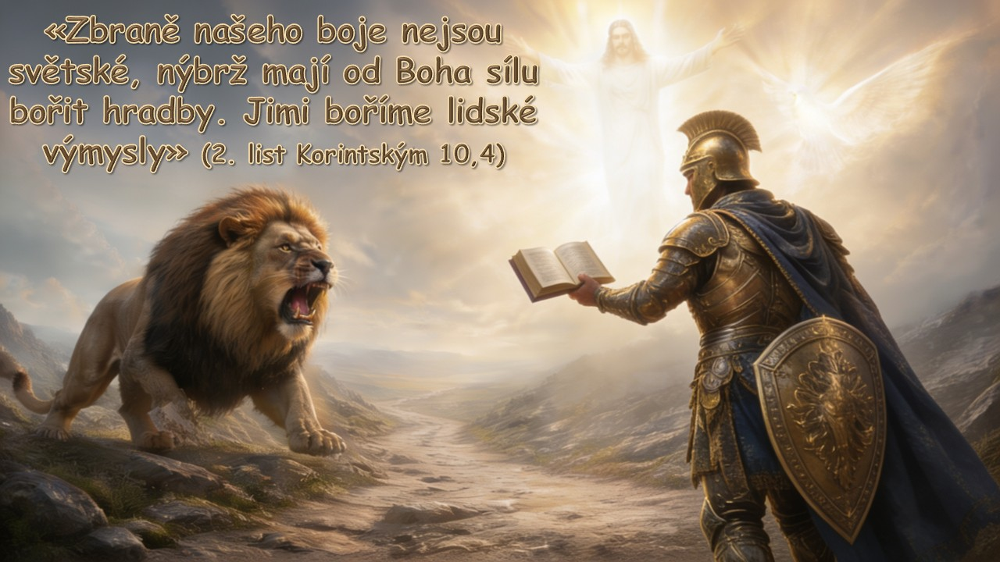 «Zbraně našeho boje nejsou
světské, nýbrž mají od Boha sílu
bořit hradby. Jimi boříme lidské
výmysly» (2. list Korintským 10,4)